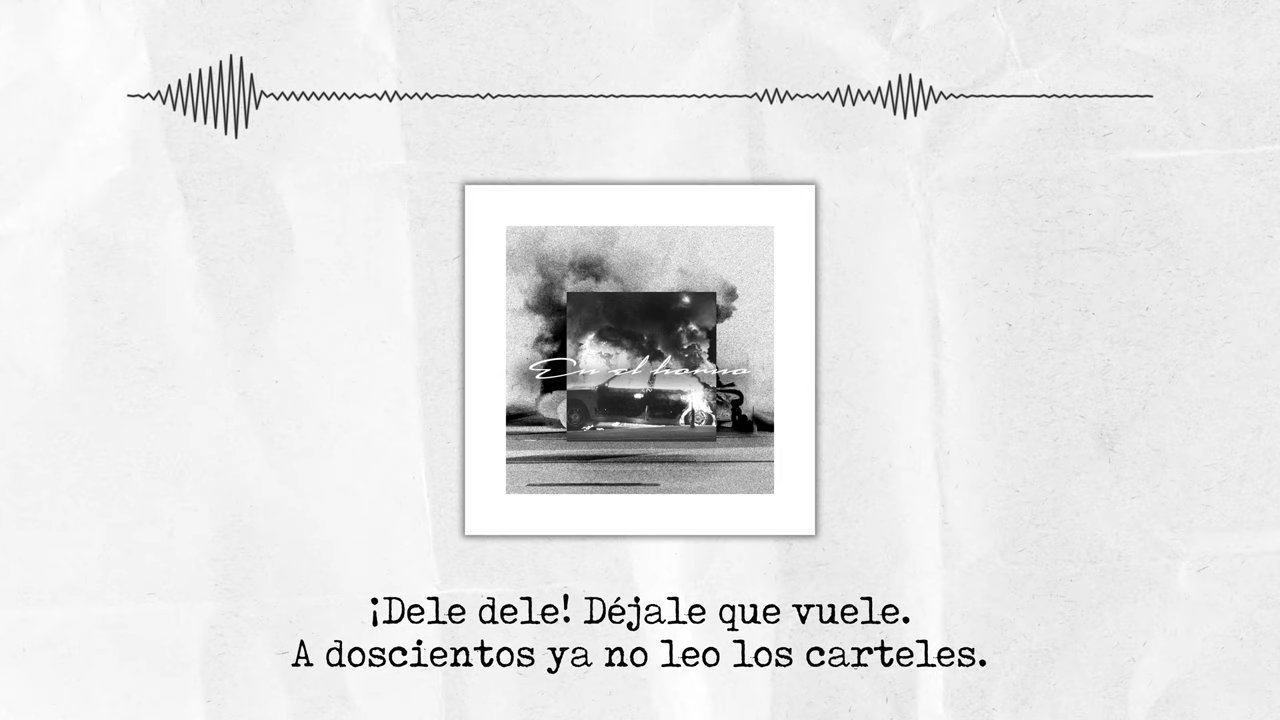 En el horno
¡Dele dele! Déjale que vuele.
A doscientos ya no leo los carteles.